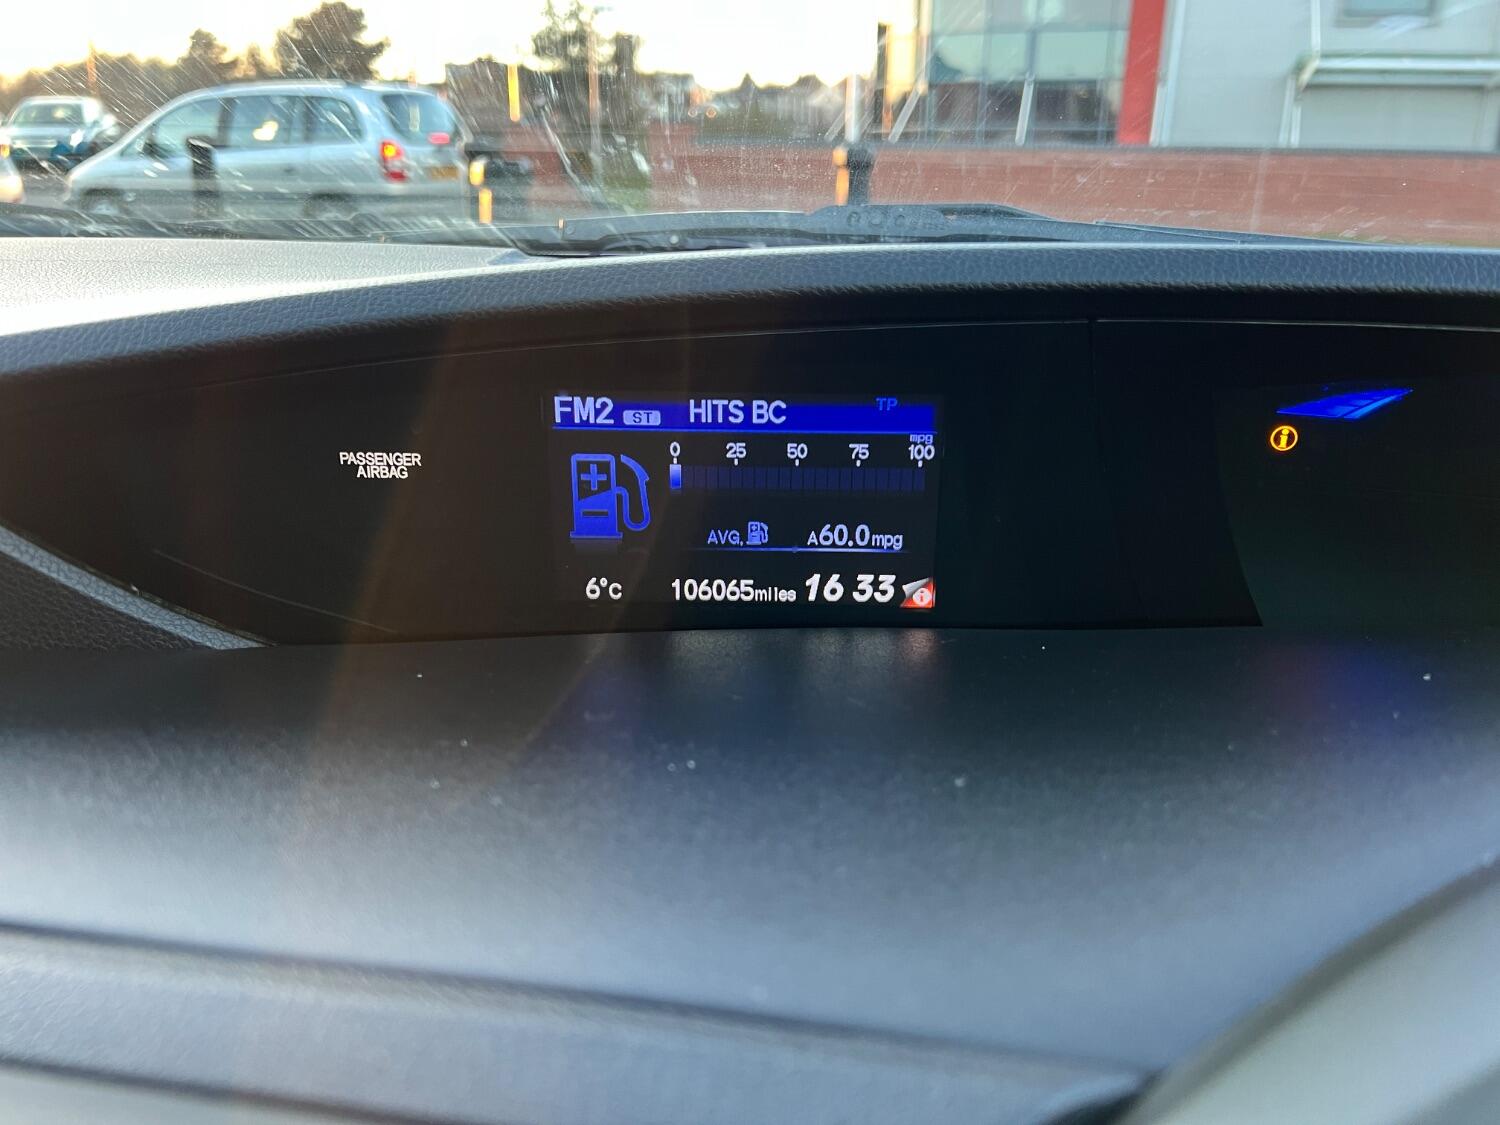 FM2 ST HITS BC TP
mpg
0 25 50 75 100
PASSENGER
AIRBAG
AVG. A60.0mpg
6°C 106065miles 16 33 i
i